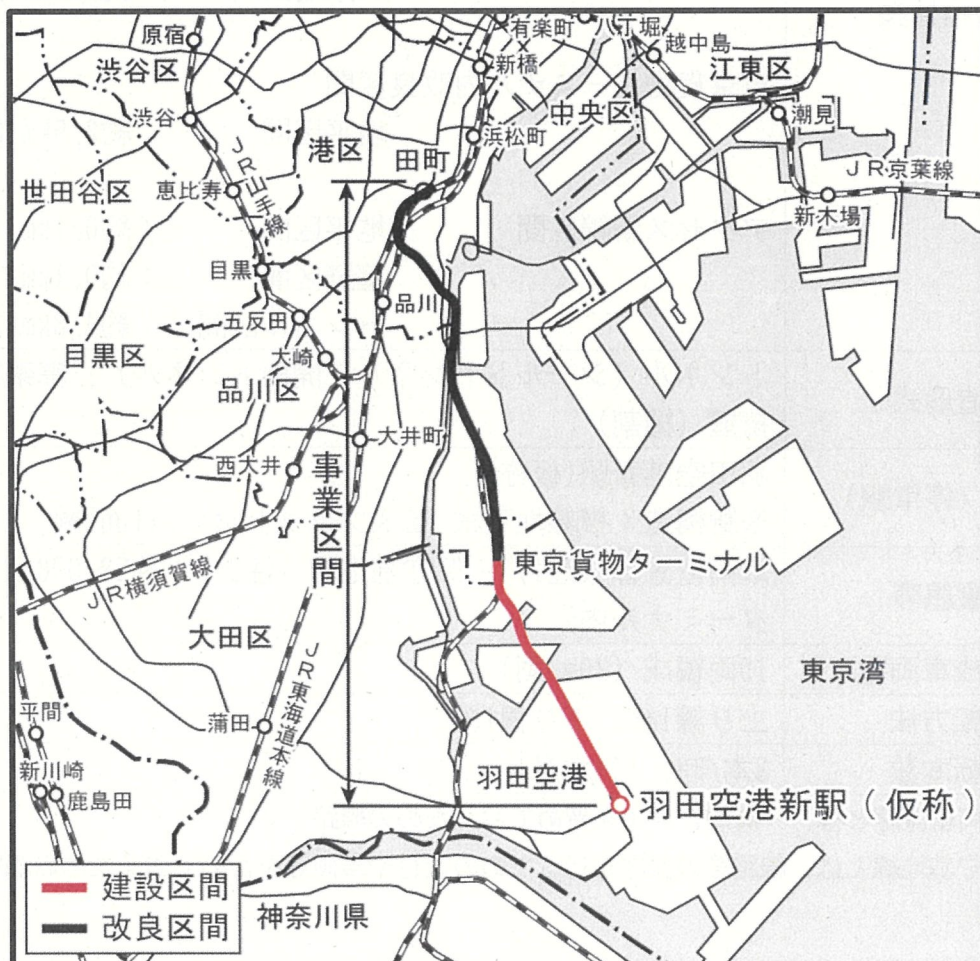 有楽町
八丁堀
原宿
越中島
新橋
江東区
渋谷区
中央区
潮見
渋谷
浜松町
港区
田町
JR山手線
世田谷区
恵比寿
JR京葉線
新木場
目黒
品川
五反田
目黒区
大崎
品川区
大井町
西大井
事業区間
東京貨物ターミナル
JR横須賀線
大田区
JR東海道本線
東京湾
平間
蒲田
新川崎
鹿島田
羽田空港
羽田空港新駅（仮称）
建設区間
改良区間
神奈川県